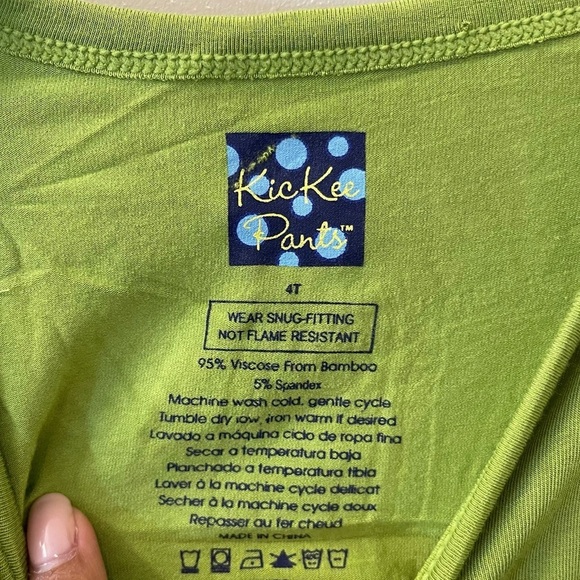 KicKee
Pants™
4T
WEAR SNUG-FITTING
NOT FLAME RESISTANT
95% Viscose From Bamboo
5% Spandex
Machine wash cold, gentle cycle
Tumble dry low, iron warm if desired
Lavado a máquina ciclo de ropa fina
Secar a temperatura baja
Planchado a temperatura tibia
Laver à la machine cycle delicat
Secher à la machine cycle doux
Repasser au fer chaud
MADE IN CHINA